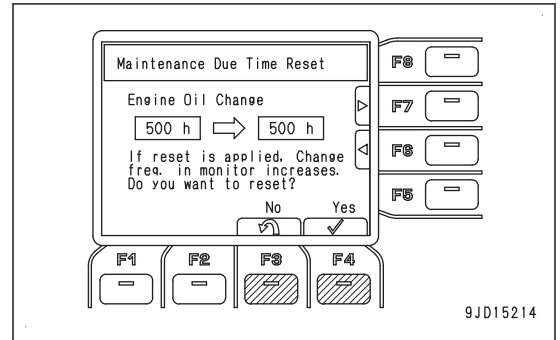 Maintenance Due Time Reset
F8
Engine Oil Change
500 h 500 h
F7
If reset is applied, Change
freq. in monitor increases.
Do you want to reset?
F6
F5
No Yes
F1 F2 F3 F4
9JD15214